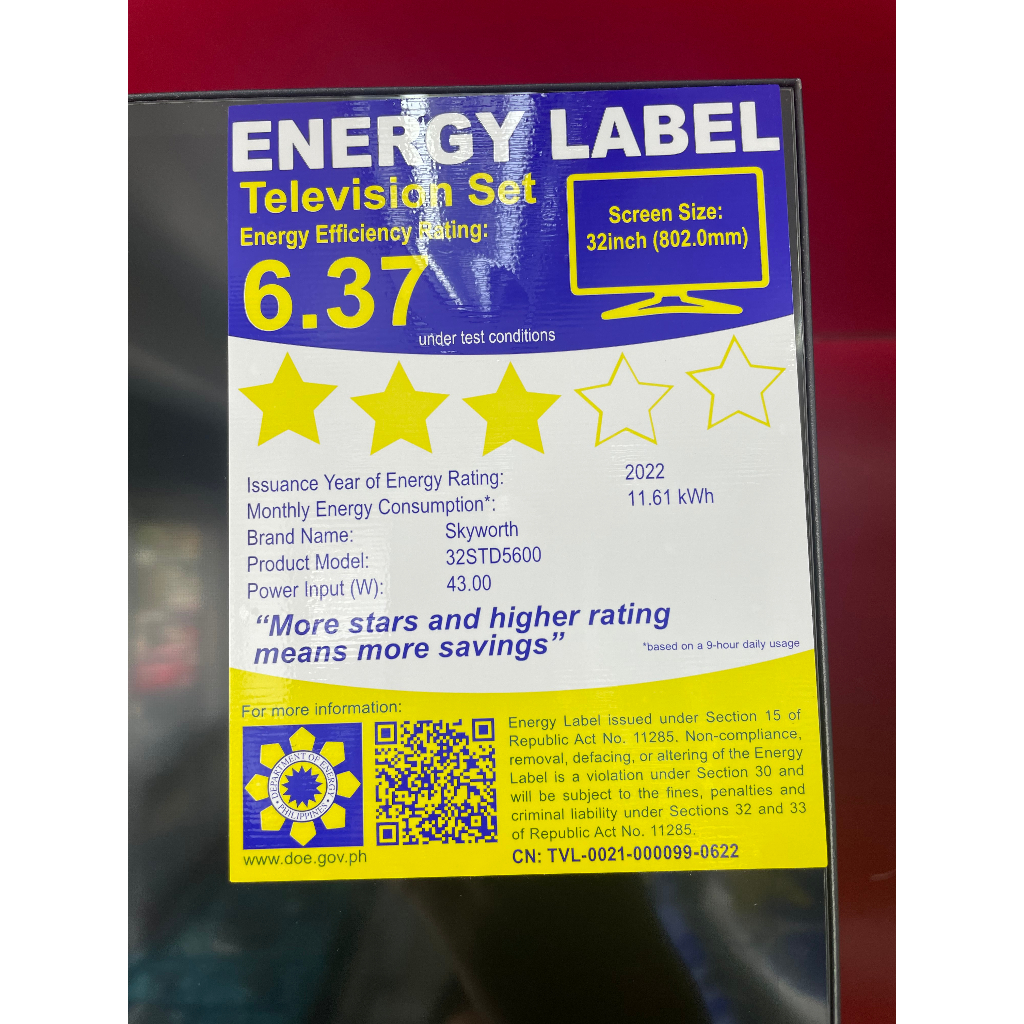 ENERGY LABEL
Television Set
Energy Efficiency Rating:
6.37
under test conditions
Screen Size:
32inch (802.0mm)
Issuance Year of Energy Rating: 2022
Monthly Energy Consumption*: 11.61 kWh
Brand Name: Skyworth
Product Model: 32STD5600
Power Input (W): 43.00
“More stars and higher rating
means more savings”
*based on a 9-hour daily usage
For more information:
DEPARTMENT OF ENERGY
PHILIPPINES
www.doe.gov.ph
Energy Label issued under Section 15 of
Republic Act No. 11285. Non-compliance,
removal, defacing, or altering of the Energy
Label is a violation under Section 30 and
will be subject to the fines, penalties and
criminal liability under Sections 32 and 33
of Republic Act No. 11285.
CN: TVL-0021-000099-0622